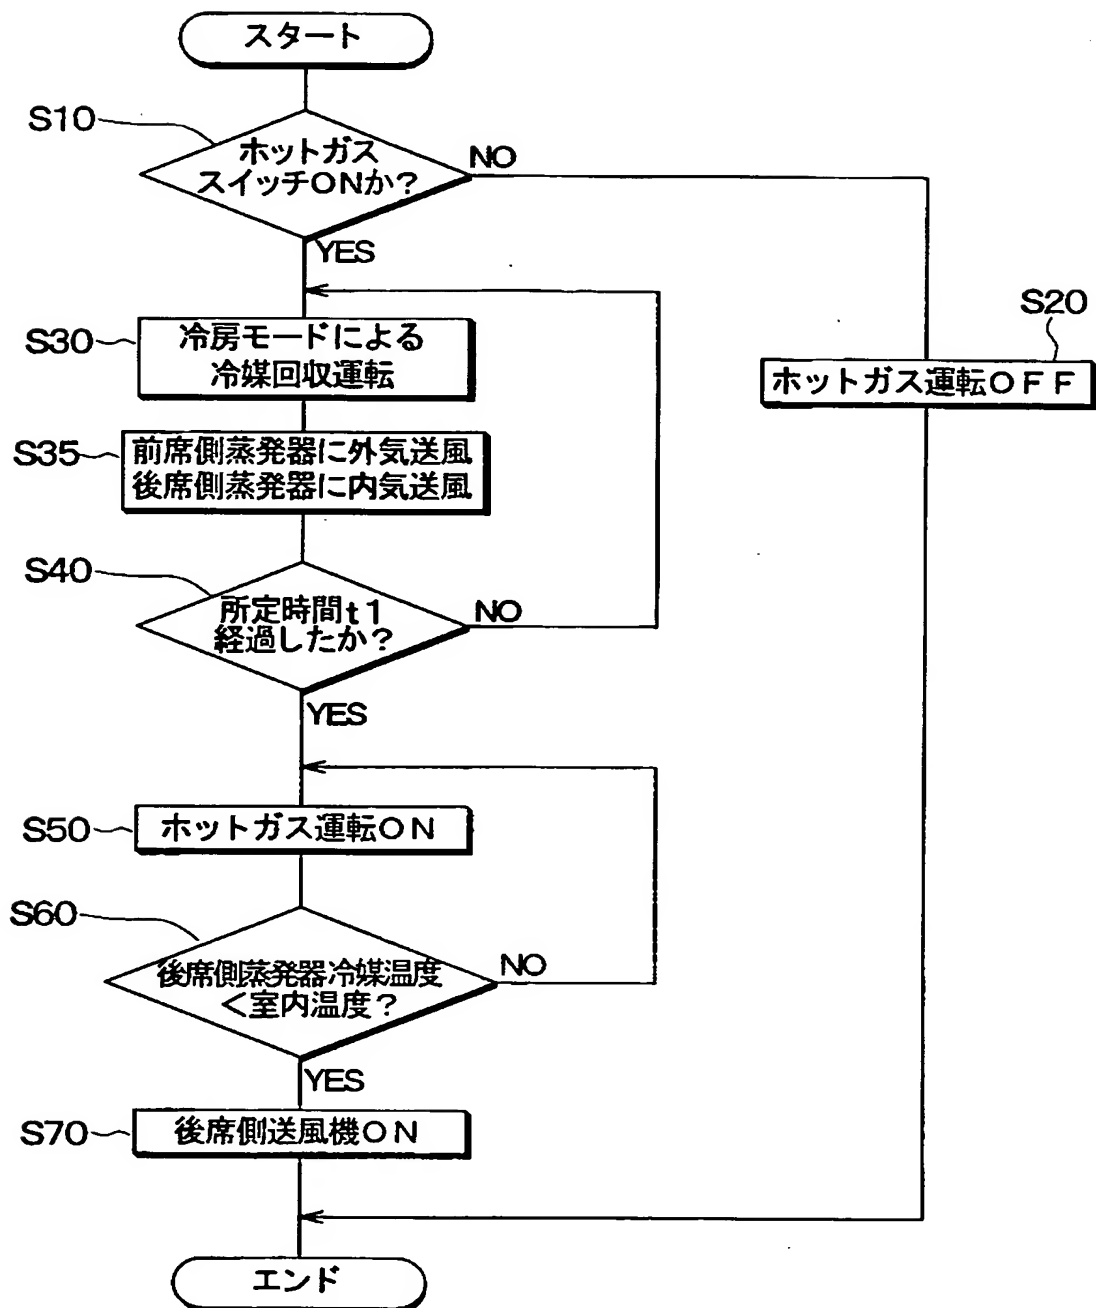 スタート
S10
ホットガス
スイッチONか?
NO
YES
S30
冷房モードによる
冷媒回収運転
S20
ホットガス運転OFF
S35
前席側蒸発器に外気送風
後席側蒸発器に内気送風
S40
所定時間t1
経過したか?
NO
YES
S50
ホットガス運転ON
S60
後席側蒸発器冷媒温度
<室内温度?
NO
YES
S70
後席側送風機ON
エンド